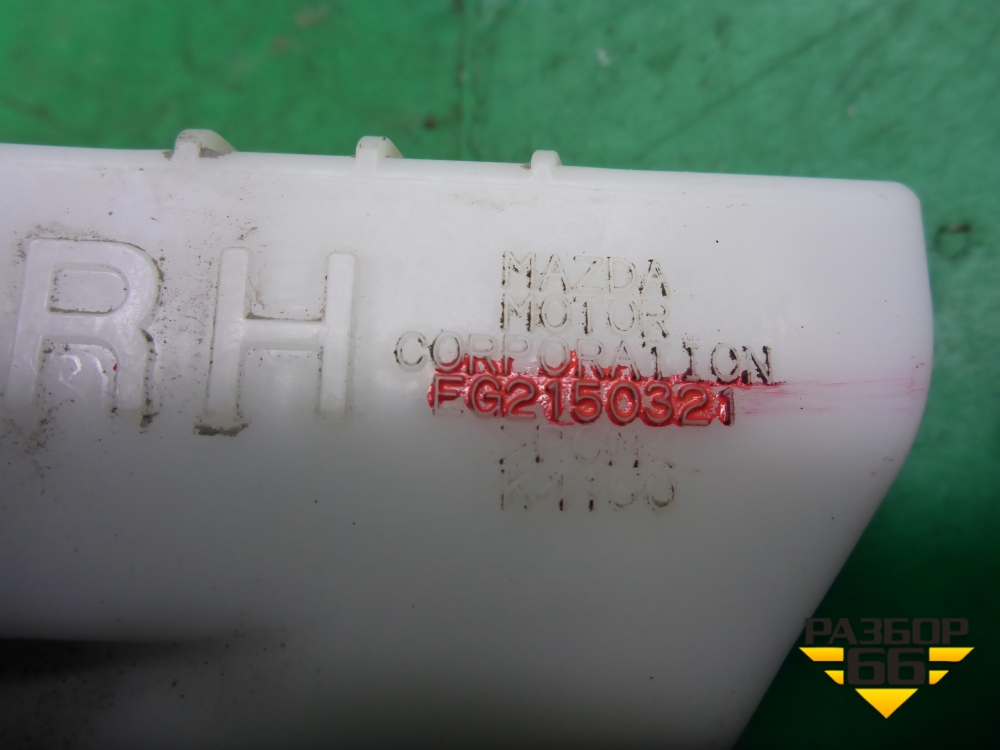 RH
MAZDA
MOTOR
CORPORATION
EG2150321
РАЗБОР
66